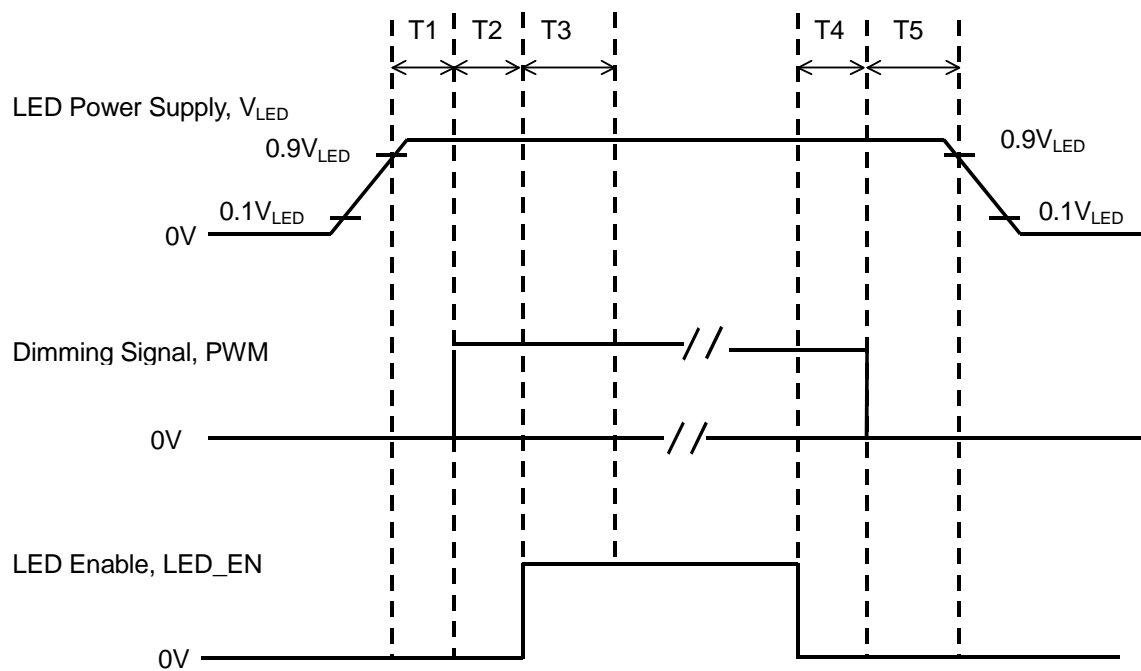 T1 T2 T3 T4 T5
LED Power Supply, VLED
0.9VLED 0.9VLED
0.1VLED 0.1VLED
0V
Dimming Signal, PWM
0V
LED Enable, LED_EN
0V